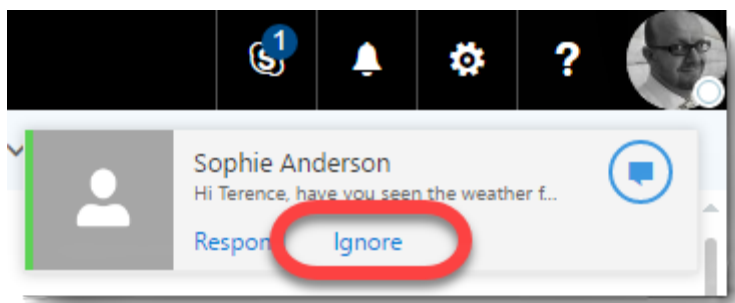 1
?
Sophie Anderson
Hi Terence, have you seen the weather f...
Respon
Ignore